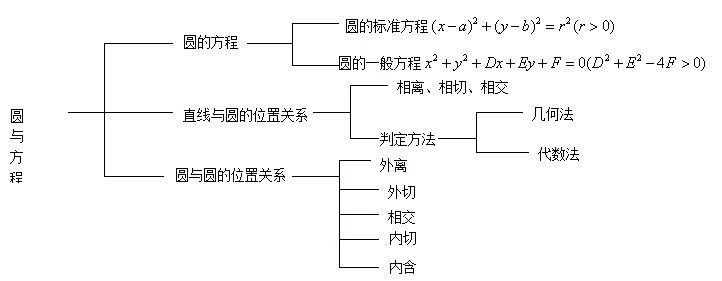 圆与方程
圆的方程
圆的标准方程 (x－a)²＋(y－b)²＝r²(r＞0)
圆的一般方程 x²＋y²＋Dx＋Ey＋F＝0(D²＋E²－4F＞0)
直线与圆的位置关系
相离、相切、相交
判定方法
几何法
代数法
圆与圆的位置关系
外离
外切
相交
内切
内含